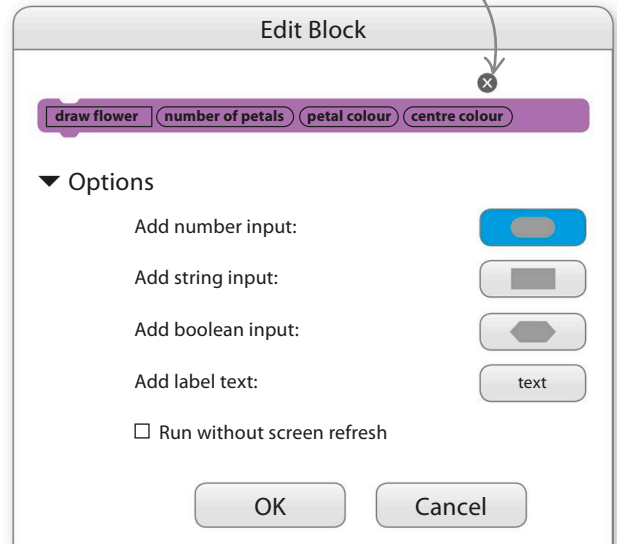 Edit Block
draw flower number of petals petal colour centre colour
Options
Add number input:
Add string input:
Add boolean input:
Add label text: text
Run without screen refresh
OK Cancel